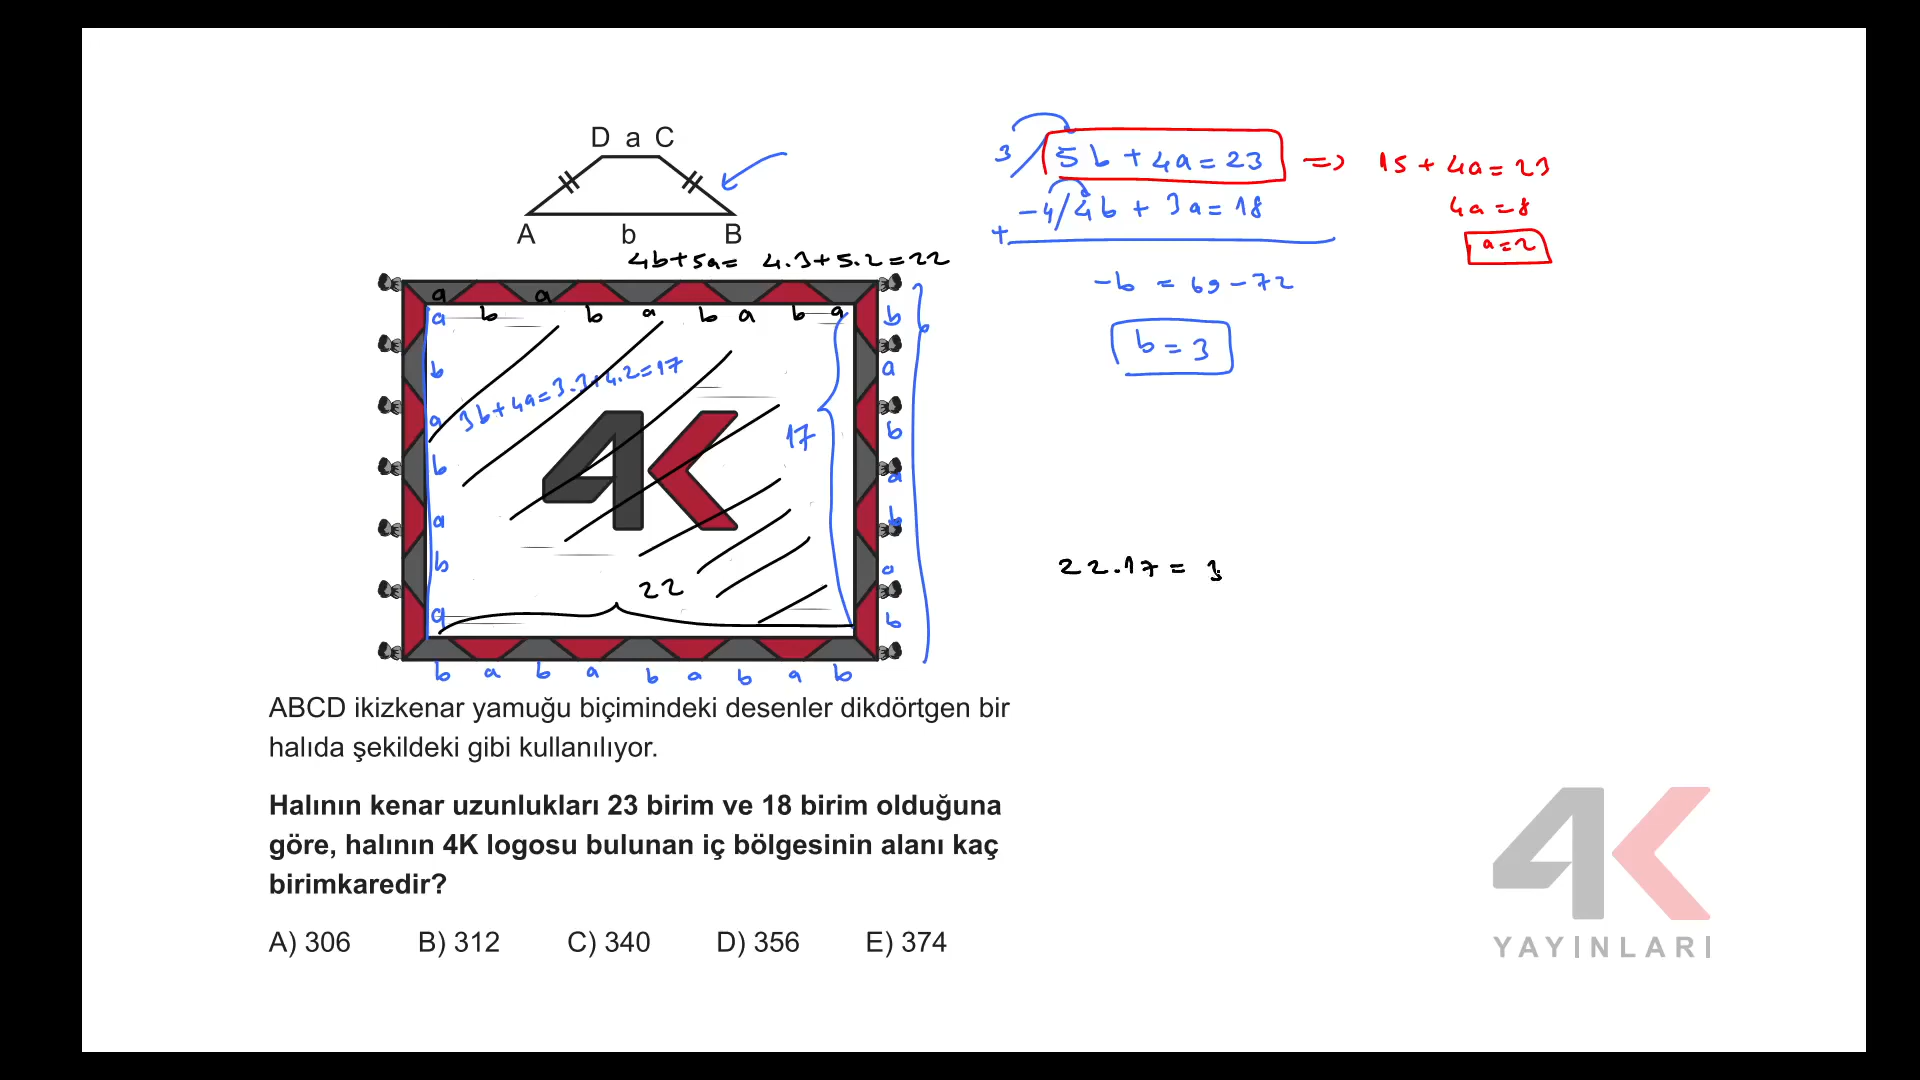 D a C
A b B
4b+5a= 4.3+5.2=22
a a
b b a b a b a
a
b
a
b
a
b
a
3b+4a=3.3+4.2=17
4K
17
22
b
a
b
a
b
a
b
b a b a b a b a b
3/ 5b+4a=23 => 15+4a=23
-4/ 4b+3a=18 4a=8
+ a=2
-b = 69-72
b=3
22.17= 3
ABCD ikizkenar yamuğu biçimindeki desenler dikdörtgen bir
halıda şekildeki gibi kullanılıyor.
Halının kenar uzunlukları 23 birim ve 18 birim olduğuna
göre, halının 4K logosu bulunan iç bölgesinin alanı kaç
birimkaredir?
A) 306 B) 312 C) 340 D) 356 E) 374
4K
YAYINLARI